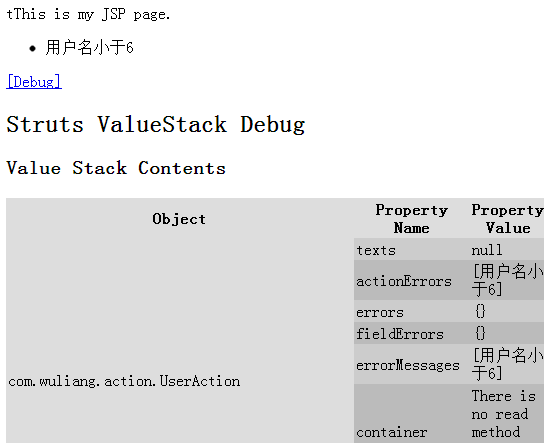 tThis is my JSP page.
用户名小于6
[Debug]
Struts ValueStack Debug
Value Stack Contents
Object Property Name Property Value
texts null
actionErrors [用户名小于6]
errors {}
fieldErrors {}
errorMessages [用户名小于6]
com.wuliang.action.UserAction
container There is no read method